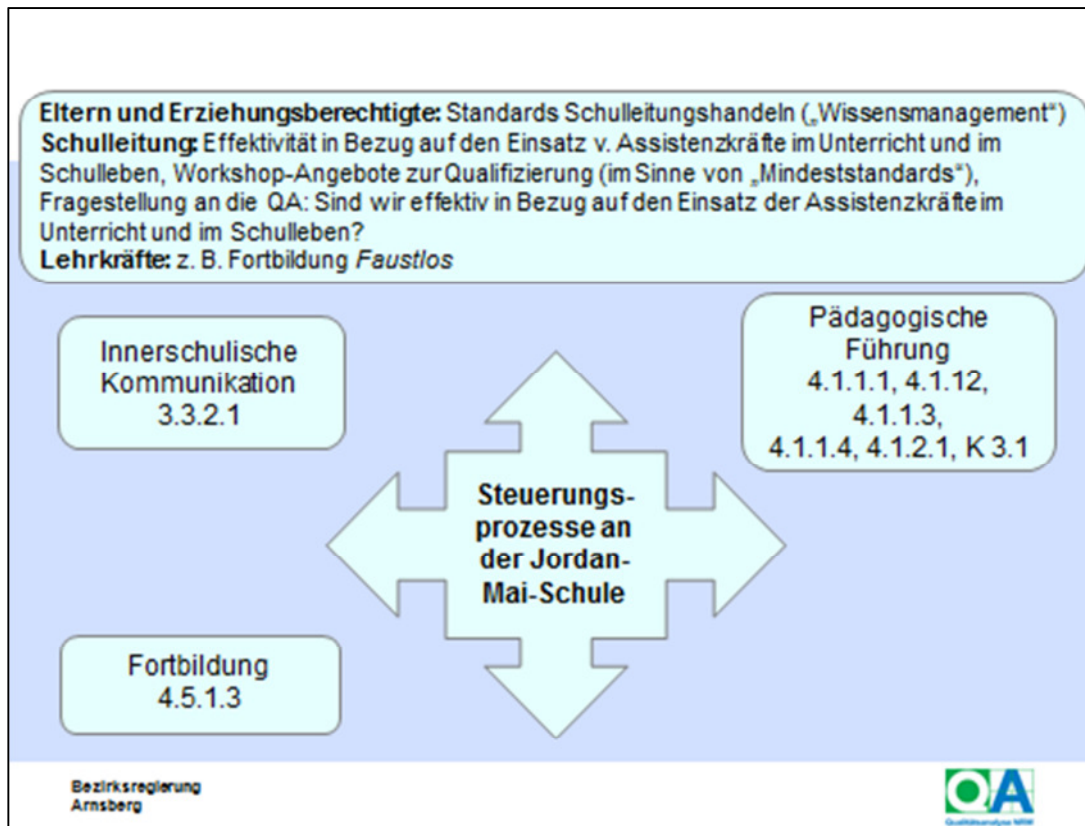 Eltern und Erziehungsberechtigte: Standards Schulleitungshandeln („Wissensmanagement“)
Schulleitung: Effektivität in Bezug auf den Einsatz v. Assistenzkräfte im Unterricht und im
Schulleben, Workshop-Angebote zur Qualifizierung (im Sinne von „Mindeststandards“),
Fragestellung an die QA: Sind wir effektiv in Bezug auf den Einsatz der Assistenzkräfte im
Unterricht und im Schulleben?
Lehrkräfte: z. B. Fortbildung Faustlos
Innerschulische
Kommunikation
3.3.2.1
Pädagogische
Führung
4.1.1.1, 4.1.12,
4.1.1.3,
4.1.1.4, 4.1.2.1, K 3.1
Steuerungs-
prozesse an
der Jordan-
Mai-Schule
Fortbildung
4.5.1.3
Bezirksregierung
Arnsberg
QA
Qualitätsanalyse NRW